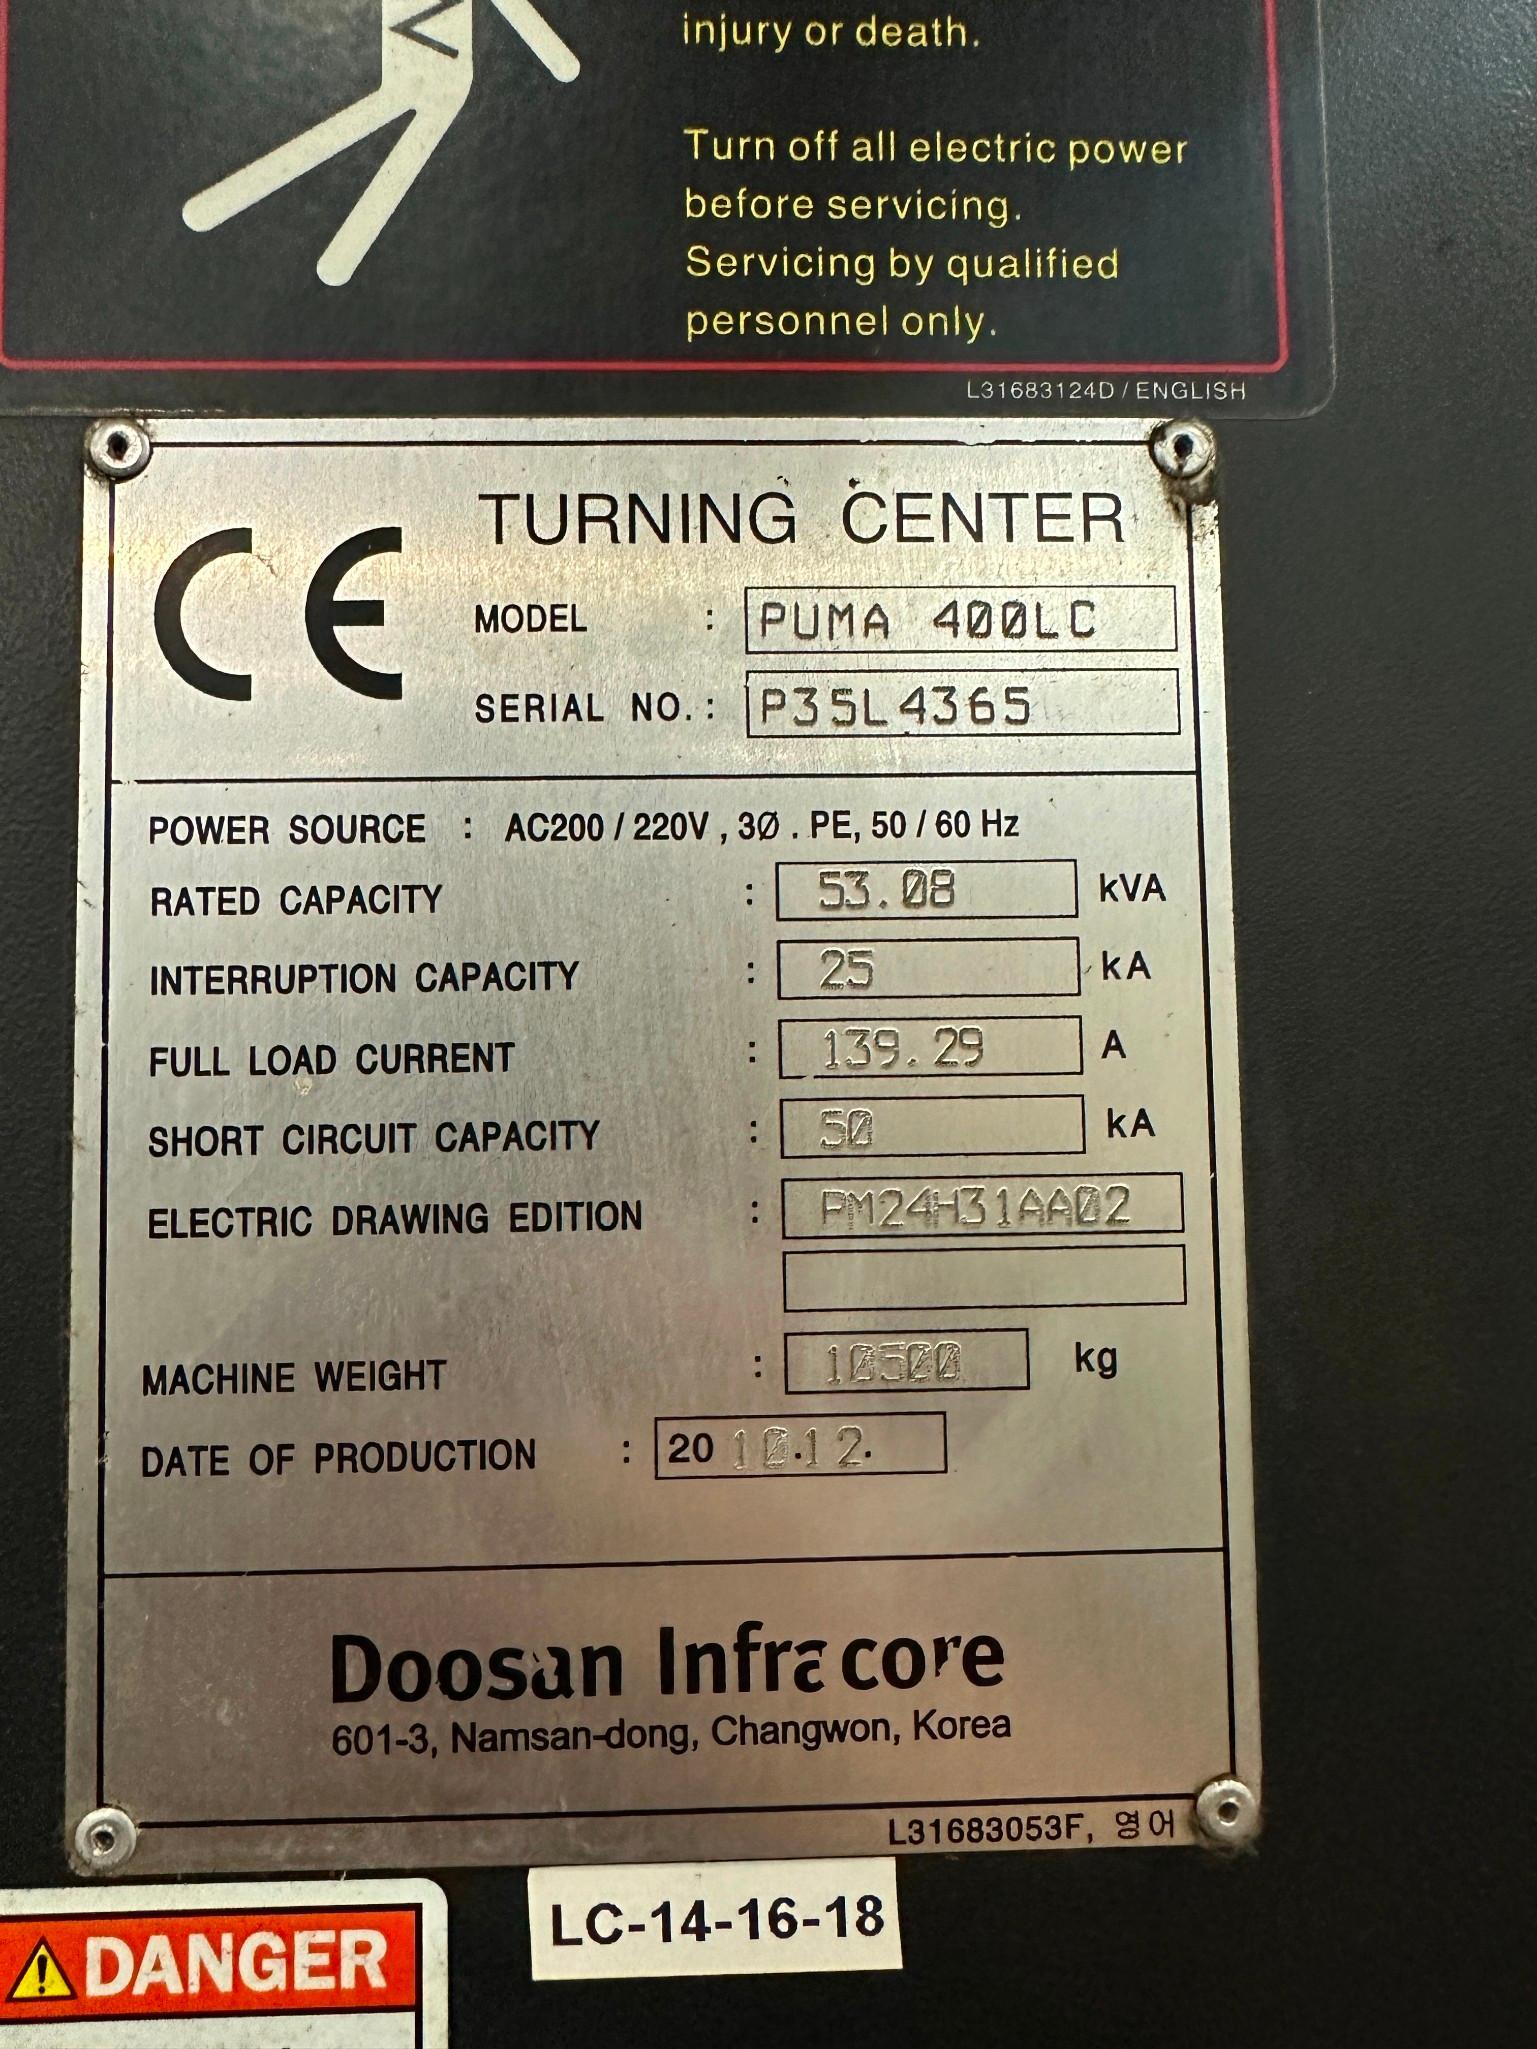 injury or death.
Turn off all electric power
before servicing.
Servicing by qualified
personnel only.
L31683124D / ENGLISH
CE
TURNING CENTER
MODEL : PUMA 400LC
SERIAL NO. : P35L4365
POWER SOURCE : AC200 / 220V , 3Ø . PE, 50 / 60 Hz
RATED CAPACITY : 53.08 kVA
INTERRUPTION CAPACITY : 25 kA
FULL LOAD CURRENT : 139.29 A
SHORT CIRCUIT CAPACITY : 50 kA
ELECTRIC DRAWING EDITION : PM24H31AA02
MACHINE WEIGHT : 10500 kg
DATE OF PRODUCTION : 20 10.12.
Doosan Infracore
601-3, Namsan-dong, Changwon, Korea
L31683053F, 영어
LC-14-16-18
DANGER